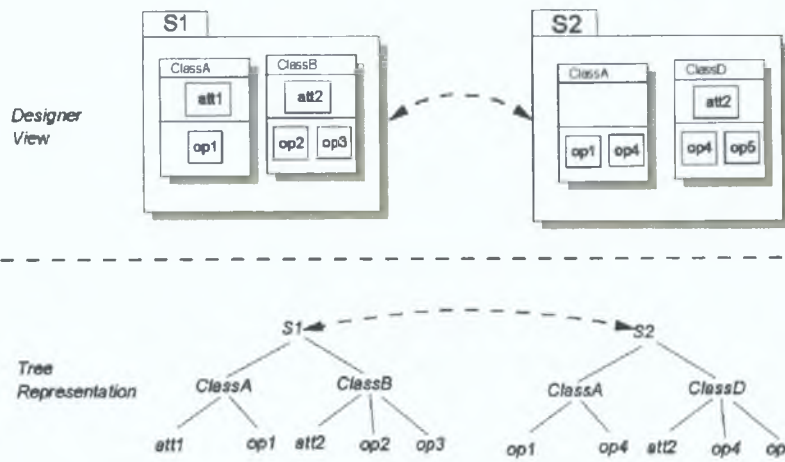 S1 S2
ClassA ClassB ClassA ClassD
att1 att2 att2
Designer
View
op1 op2 op3 op1 op4 op4 op5
S1 S2
Tree
Representation
ClassA ClassB ClassA ClassD
att1 op1 att2 op2 op3 op1 op4 att2 op4